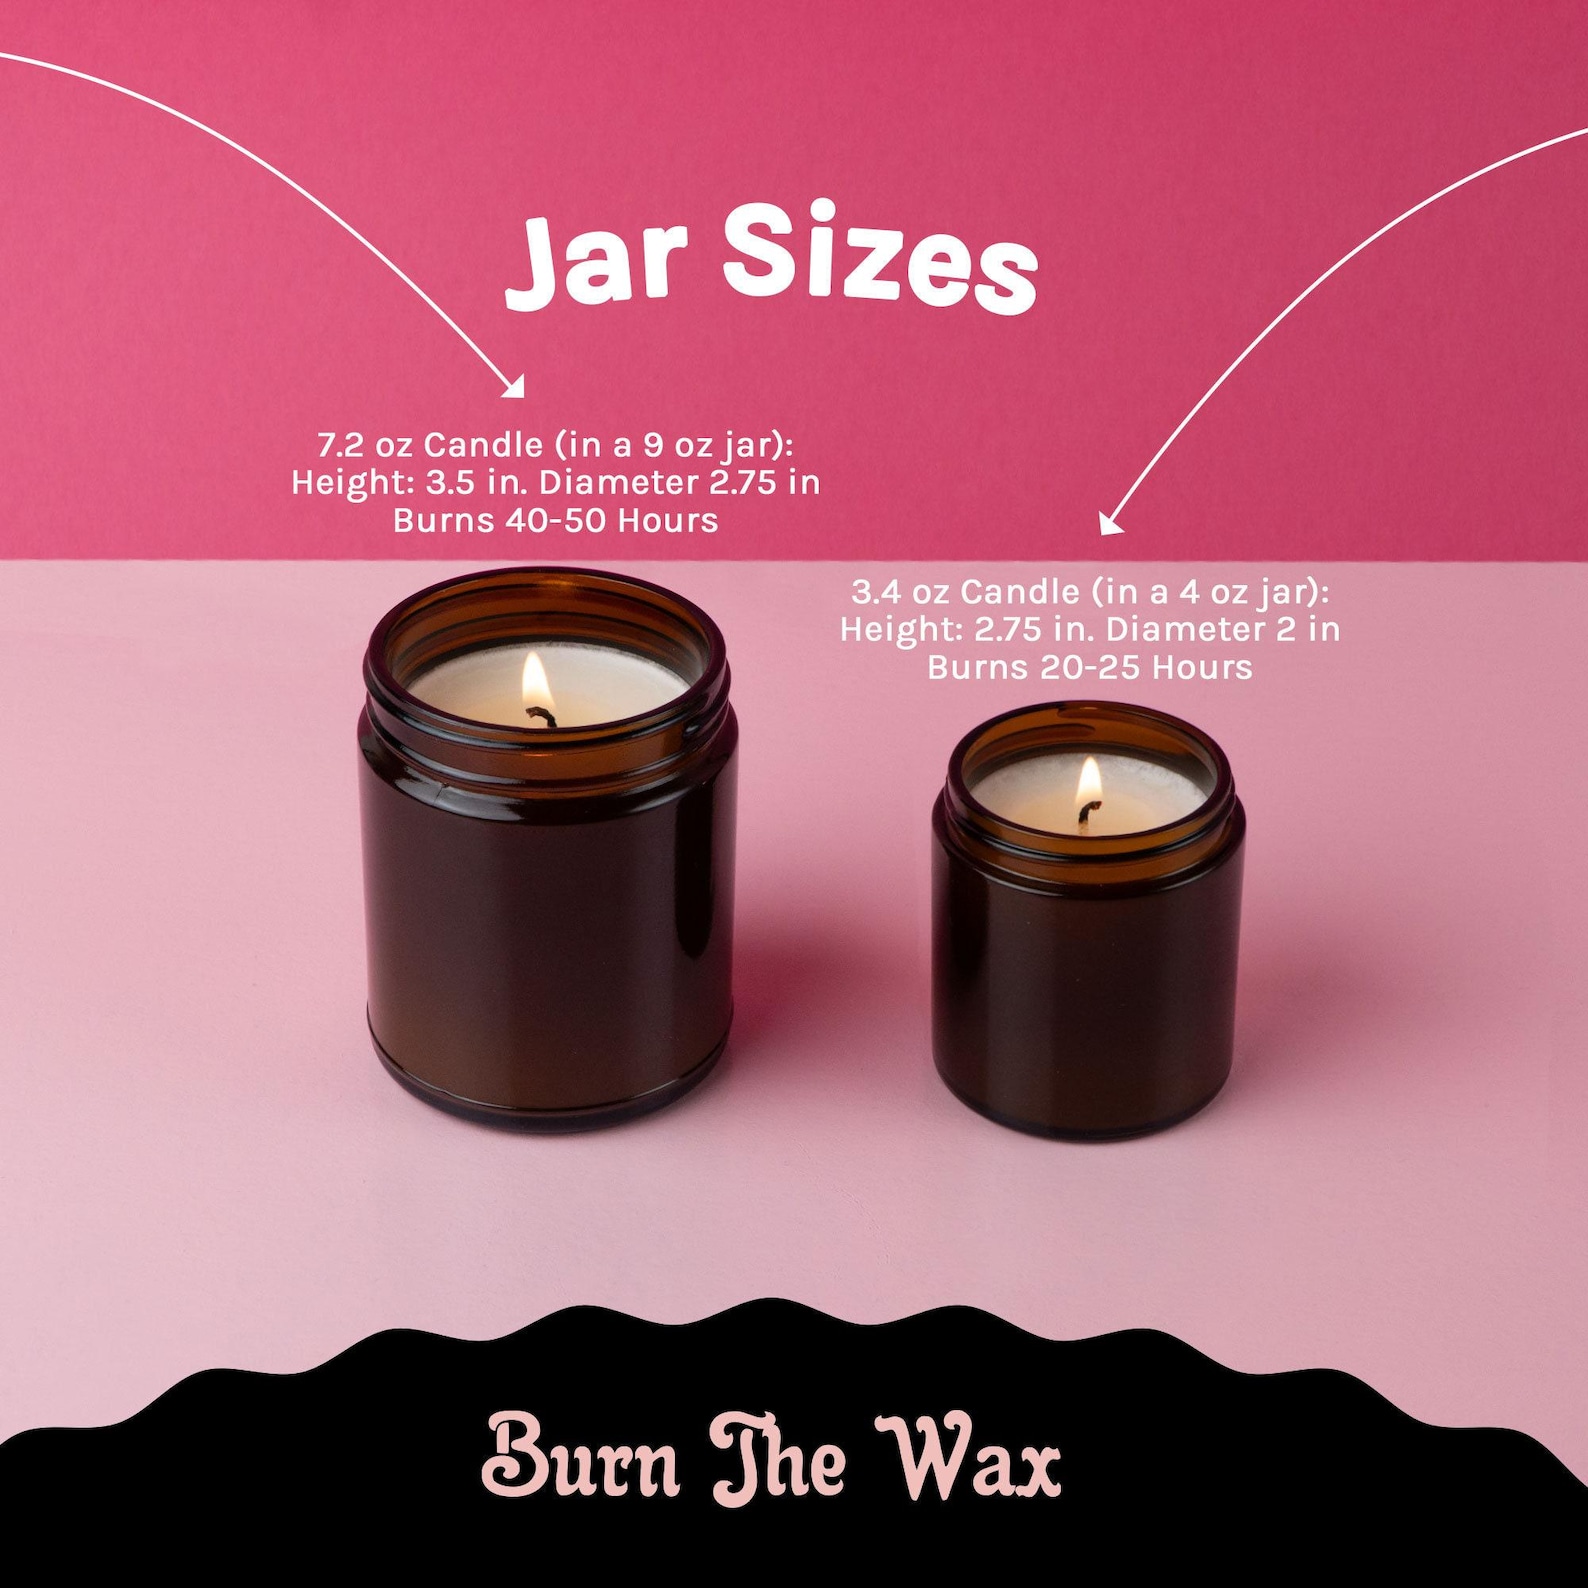 Jar Sizes
7.2 oz Candle (in a 9 oz jar):
Height: 3.5 in. Diameter 2.75 in
Burns 40-50 Hours
3.4 oz Candle (in a 4 oz jar):
Height: 2.75 in. Diameter 2 in
Burns 20-25 Hours
Burn The Wax